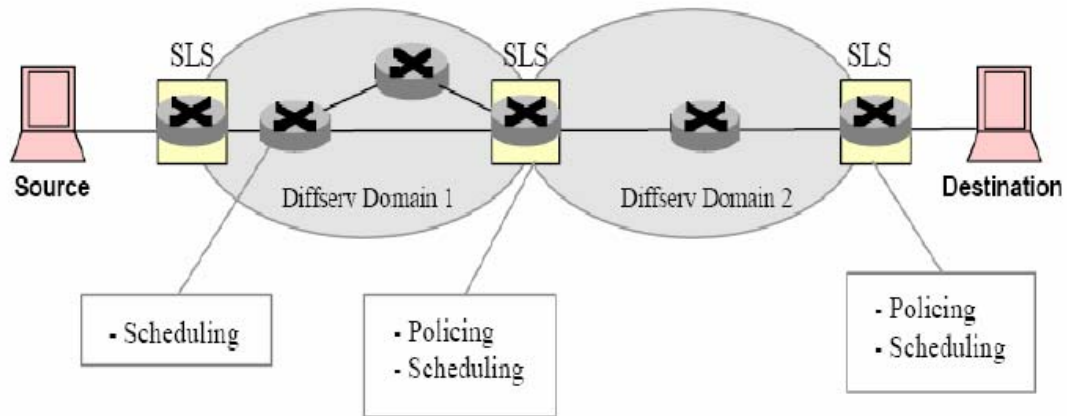 SLS
SLS
SLS
Source
Diffserv Domain 1
Diffserv Domain 2
Destination
- Scheduling
- Policing
- Scheduling
- Policing
- Scheduling